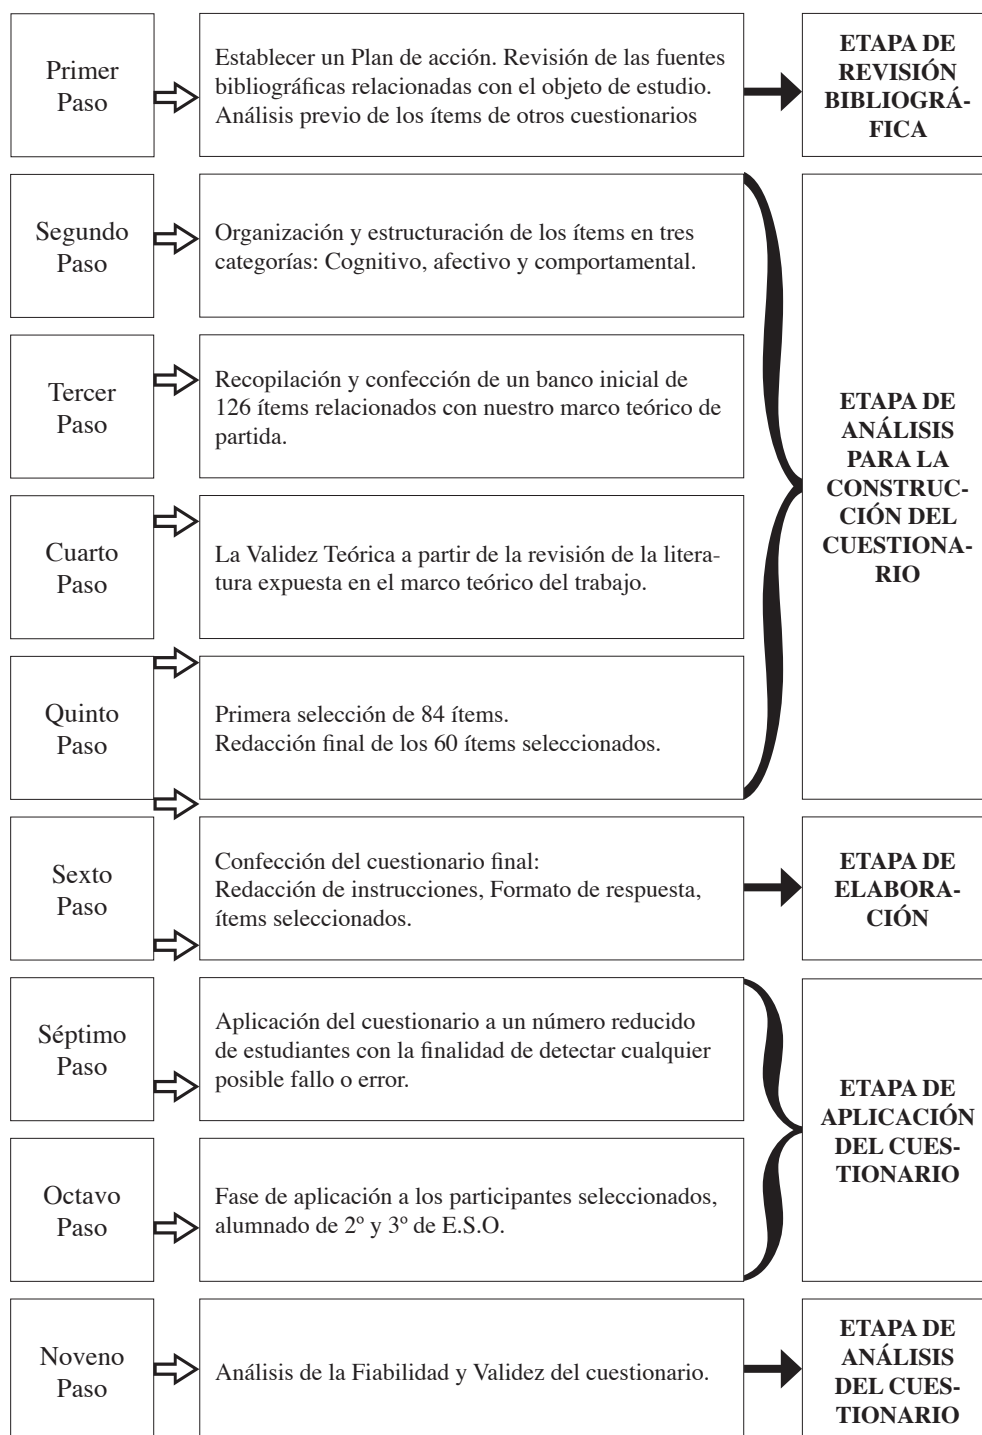 Primer
Paso
Establecer un Plan de acción. Revisión de las fuentes
bibliográficas relacionadas con el objeto de estudio.
Análisis previo de los ítems de otros cuestionarios
ETAPA DE
REVISIÓN
BIBLIOGRÁ-
FICA
Segundo
Paso
Organización y estructuración de los ítems en tres
categorías: Cognitivo, afectivo y comportamental.
Tercer
Paso
Recopilación y confección de un banco inicial de
126 ítems relacionados con nuestro marco teórico de
partida.
Cuarto
Paso
La Validez Teórica a partir de la revisión de la litera-
tura expuesta en el marco teórico del trabajo.
Quinto
Paso
Primera selección de 84 ítems.
Redacción final de los 60 ítems seleccionados.
ETAPA DE
ANÁLISIS
PARA LA
CONSTRUC-
CIÓN DEL
CUESTIONA-
RIO
Sexto
Paso
Confección del cuestionario final:
Redacción de instrucciones, Formato de respuesta,
ítems seleccionados.
ETAPA DE
ELABORA-
CIÓN
Séptimo
Paso
Aplicación del cuestionario a un número reducido
de estudiantes con la finalidad de detectar cualquier
posible fallo o error.
Octavo
Paso
Fase de aplicación a los participantes seleccionados,
alumnado de 2º y 3º de E.S.O.
ETAPA DE
APLICACIÓN
DEL CUES-
TIONARIO
Noveno
Paso
Análisis de la Fiabilidad y Validez del cuestionario.
ETAPA DE
ANÁLISIS
DEL CUES-
TIONARIO